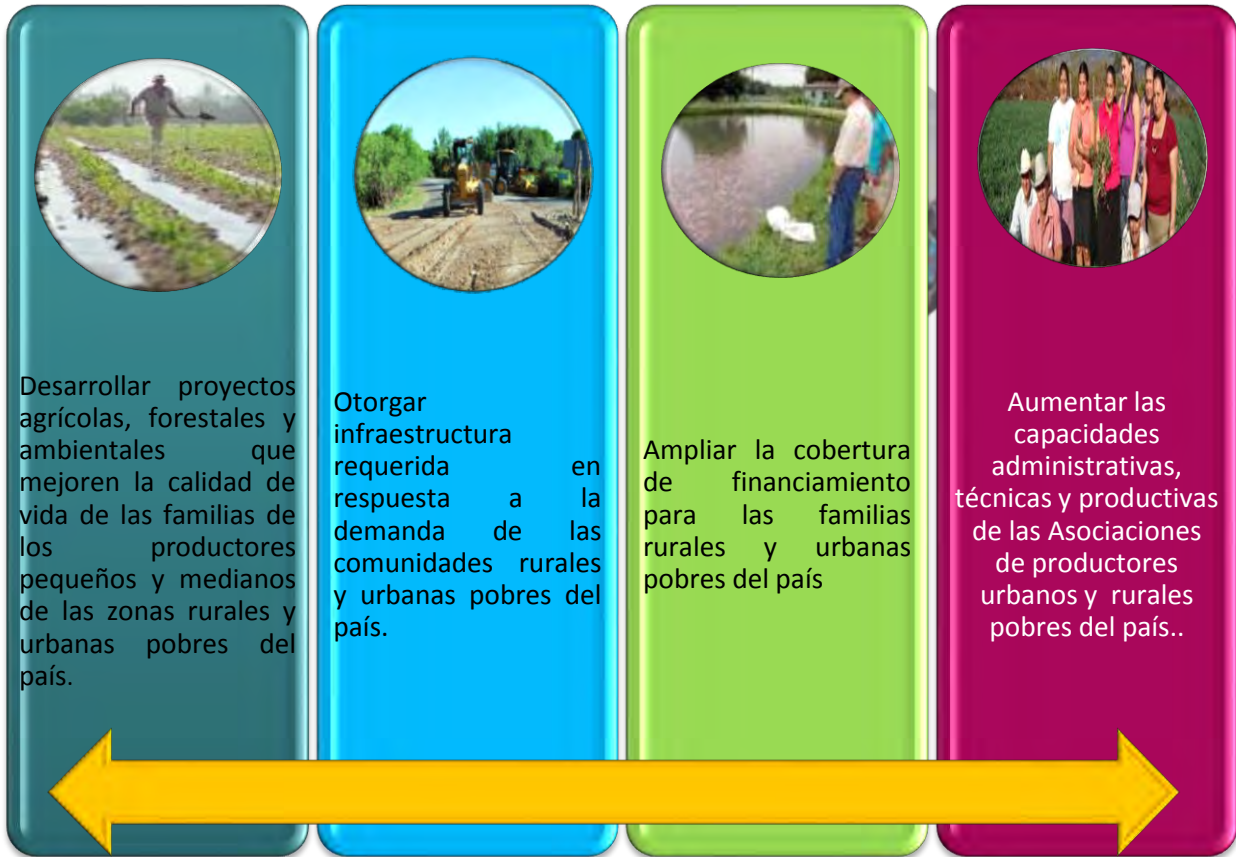 Desarrollar proyectos
agrícolas, forestales y
ambientales que
mejoren la calidad de
vida de las familias de
los productores
pequeños y medianos
de las zonas rurales y
urbanas pobres del
país.
Otorgar
infraestructura
requerida en
respuesta a la
demanda de las
comunidades rurales
y urbanas pobres del
país.
Ampliar la cobertura
de financiamiento
para las familias
rurales y urbanas
pobres del país
Aumentar las
capacidades
administrativas,
técnicas y productivas
de las Asociaciones
de productores
urbanos y rurales
pobres del país..